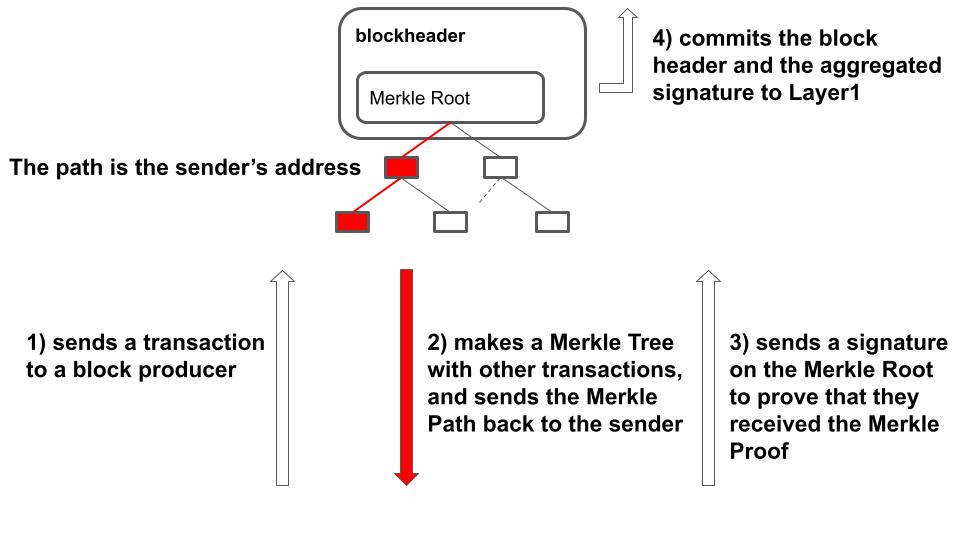 blockheader
Merkle Root
4) commits the block
header and the aggregated
signature to Layer1
The path is the sender’s address
1) sends a transaction
to a block producer
2) makes a Merkle Tree
with other transactions,
and sends the Merkle
Path back to the sender
3) sends a signature
on the Merkle Root
to prove that they
received the Merkle
Proof